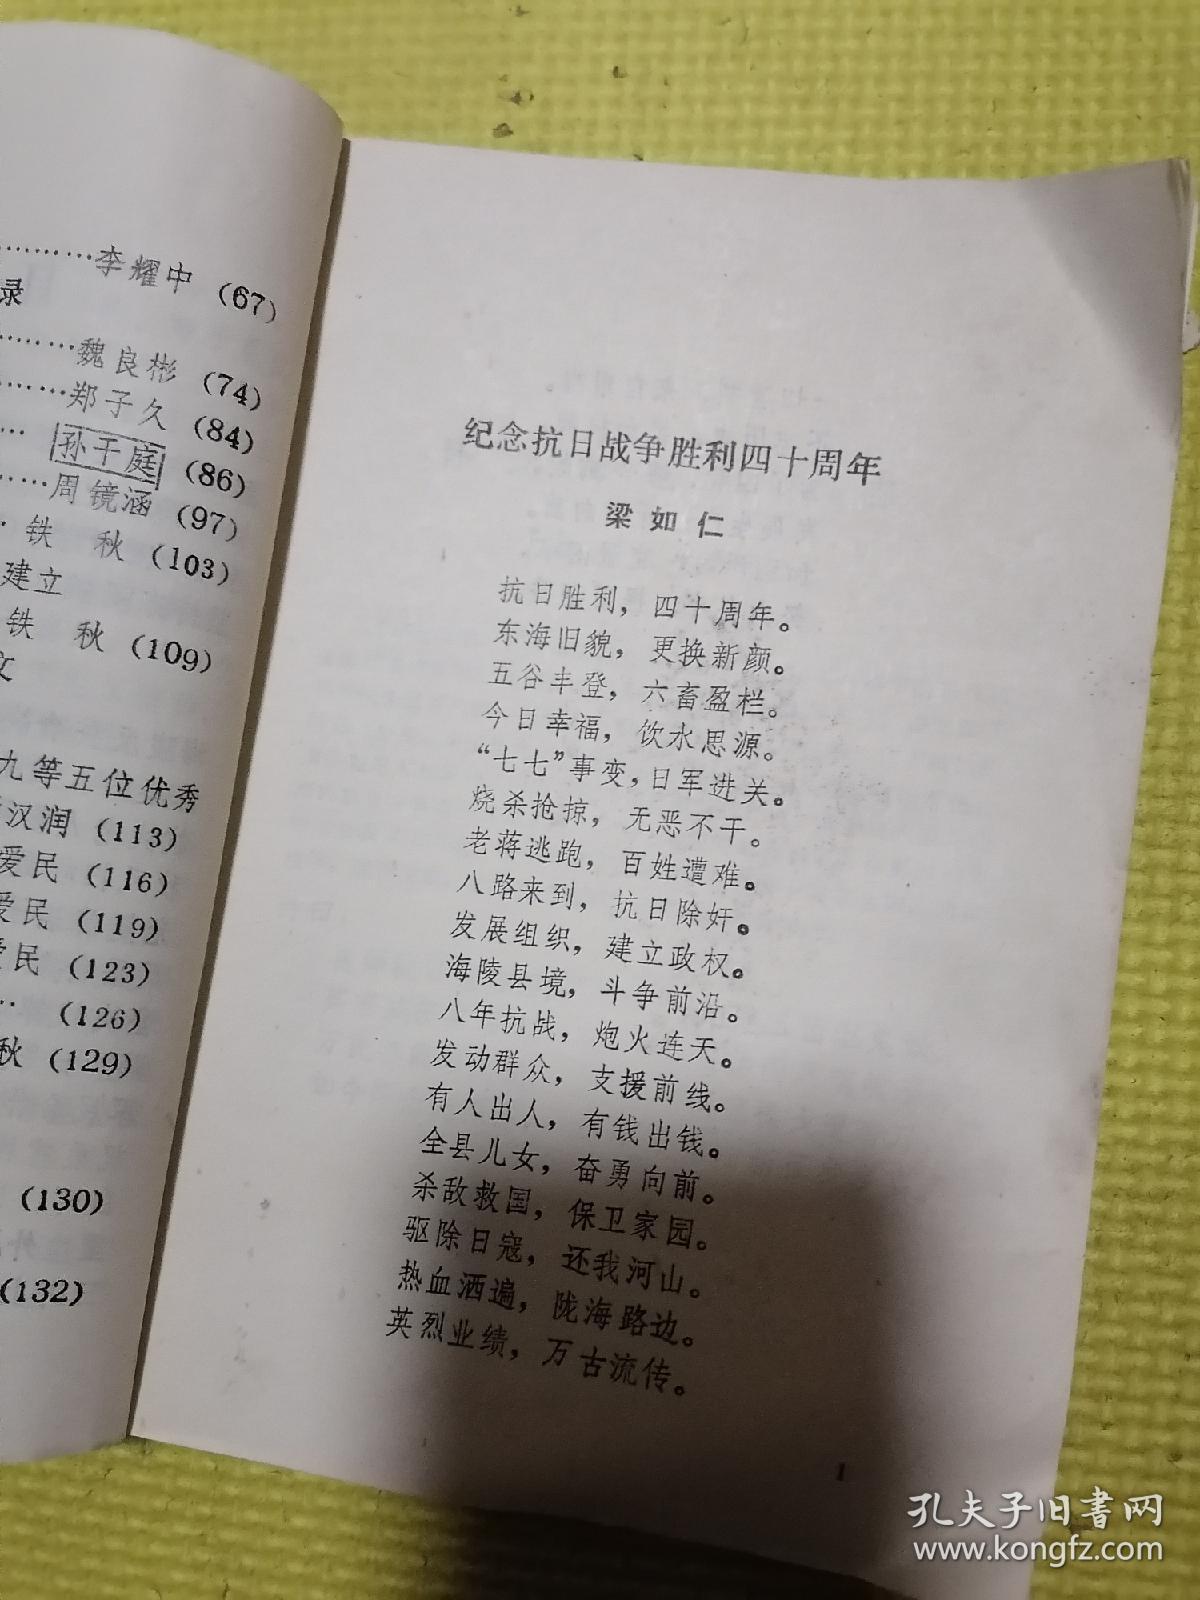 …………李耀中 (67)
录
………魏良彬 (74)
………郑子久 (84)
… 孙干庭 (86)
……周镜涵 (97)
‥铁 秋 (103)
建立
铁 秋 (109)
文
九等五位优秀
汉润 (113)
爱民 (116)
爱民 (119)
爱民 (123)
‥ (126)
秋 (129)
(130)
(132)
纪念抗日战争胜利四十周年
梁如仁
抗日胜利，四十周年。
东海旧貌，更换新颜。
五谷丰登，六畜盈栏。
今日幸福，饮水思源。
“七七”事变，日军进关。
烧杀抢掠，无恶不干。
老蒋逃跑，百姓遭难。
八路来到，抗日除奸。
发展组织，建立政权。
海陵县境，斗争前沿。
八年抗战，炮火连天。
发动群众，支援前线。
有人出人，有钱出钱。
全县儿女，奋勇向前。
杀敌救国，保卫家园。
驱除日寇，还我河山。
热血洒遍，陇海路边。
英烈业绩，万古流传。
1
孔夫子旧书网
www.kongfz.com